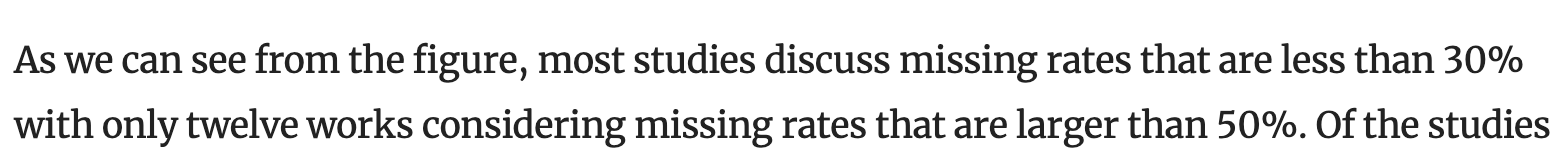 As we can see from the figure, most studies discuss missing rates that are less than 30%
with only twelve works considering missing rates that are larger than 50%. Of the studies